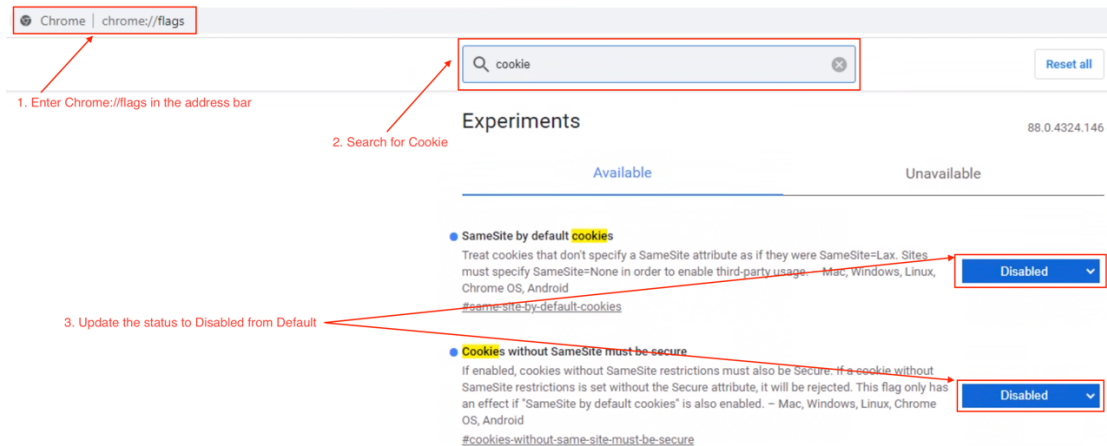 Chrome | chrome://flags
cookie
Reset all
1. Enter Chrome://flags in the address bar
2. Search for Cookie
Experiments
88.0.4324.146
Available
Unavailable
SameSite by default cookies
Treat cookies that don't specify a SameSite attribute as if they were SameSite=Lax. Sites
must specify SameSite=None in order to enable third-party usage. – Mac, Windows, Linux,
Chrome OS, Android
#same-site-by-default-cookies
Disabled
3. Update the status to Disabled from Default
Cookies without SameSite must be secure
If enabled, cookies without SameSite restrictions must also be Secure. If a cookie without
SameSite restrictions is set without the Secure attribute, it will be rejected. This flag only has
an effect if "SameSite by default cookies" is also enabled. – Mac, Windows, Linux, Chrome
OS, Android
#cookies-without-same-site-must-be-secure
Disabled